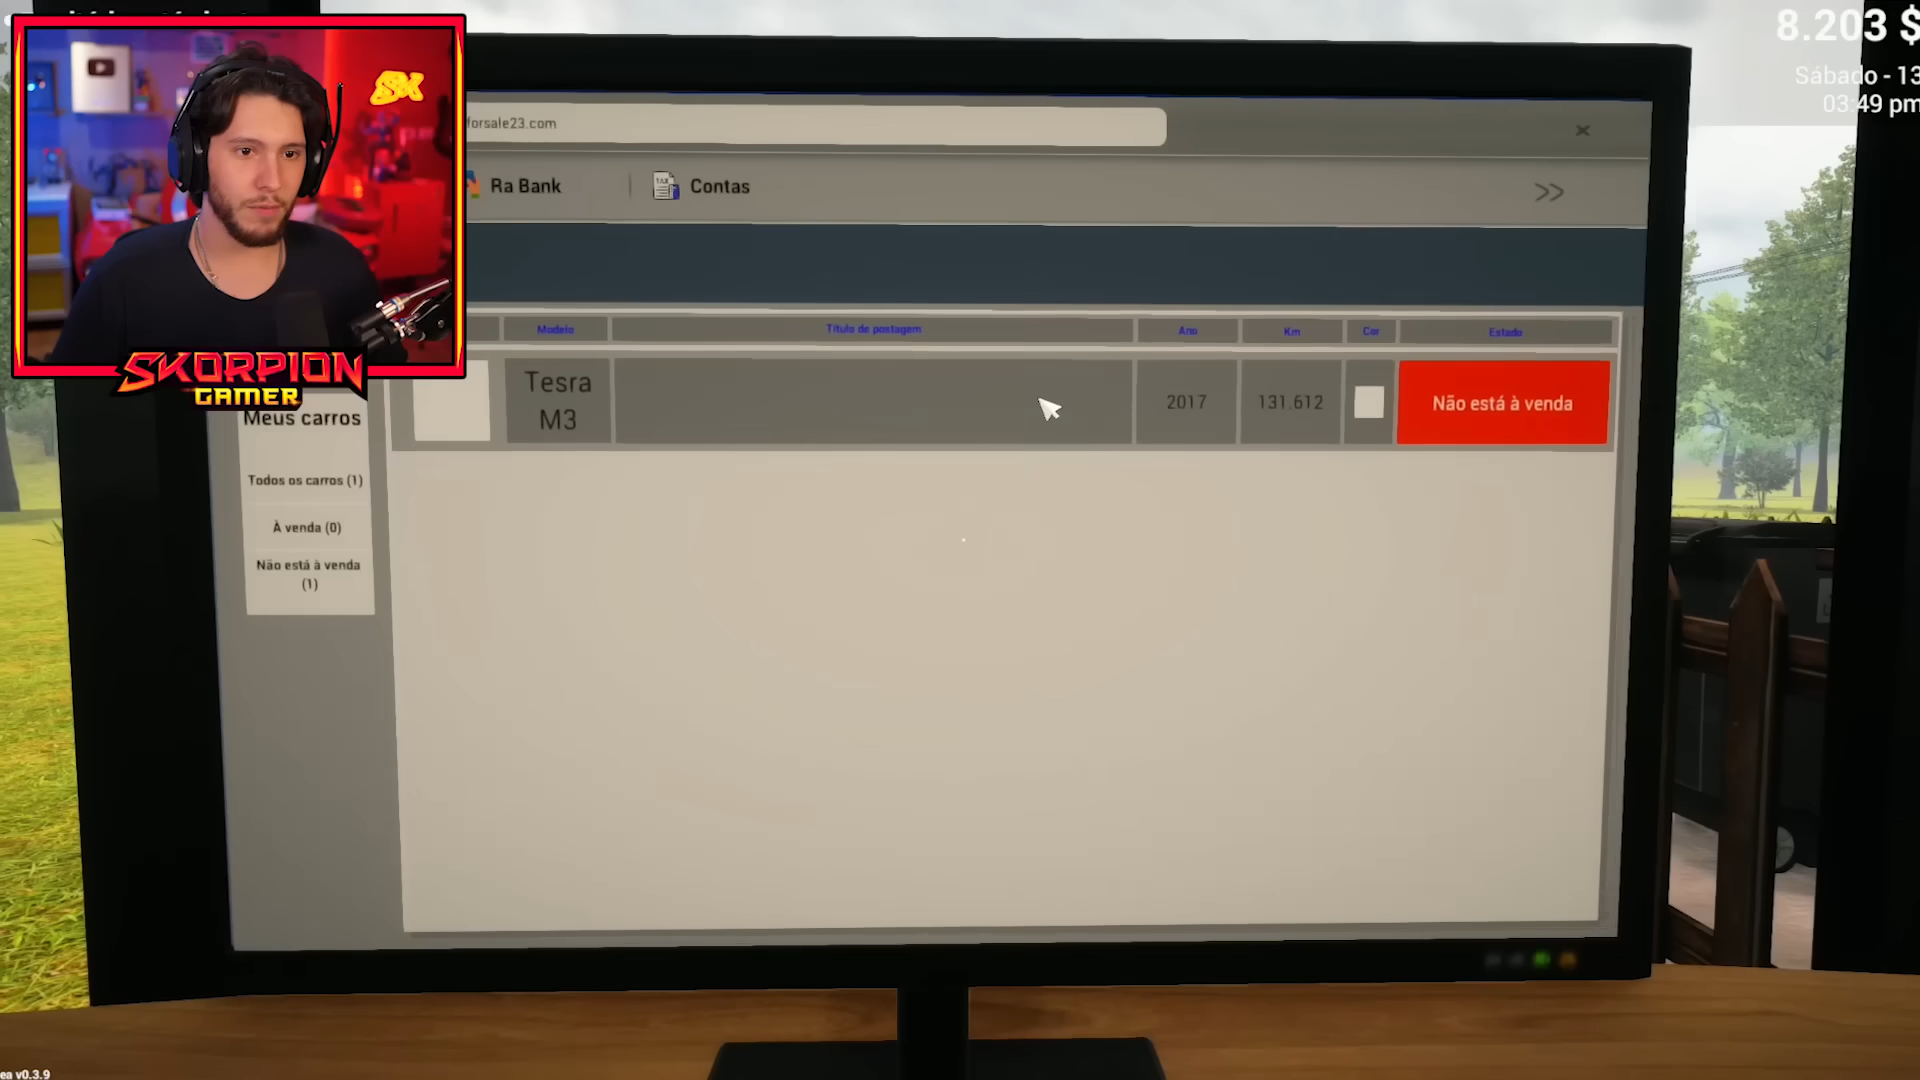 8.203 $
Sábado - 13
03:49 pm
SK
forsale23.com
Ra Bank
Contas
Modelo
Título de postagem
Ano
Km
Cor
Estado
Tesra
M3
2017
131.612
Não está à venda
SKORPION
GAMER
Meus carros
Todos os carros (1)
À venda (0)
Não está à venda
(1)
ea v0.3.9